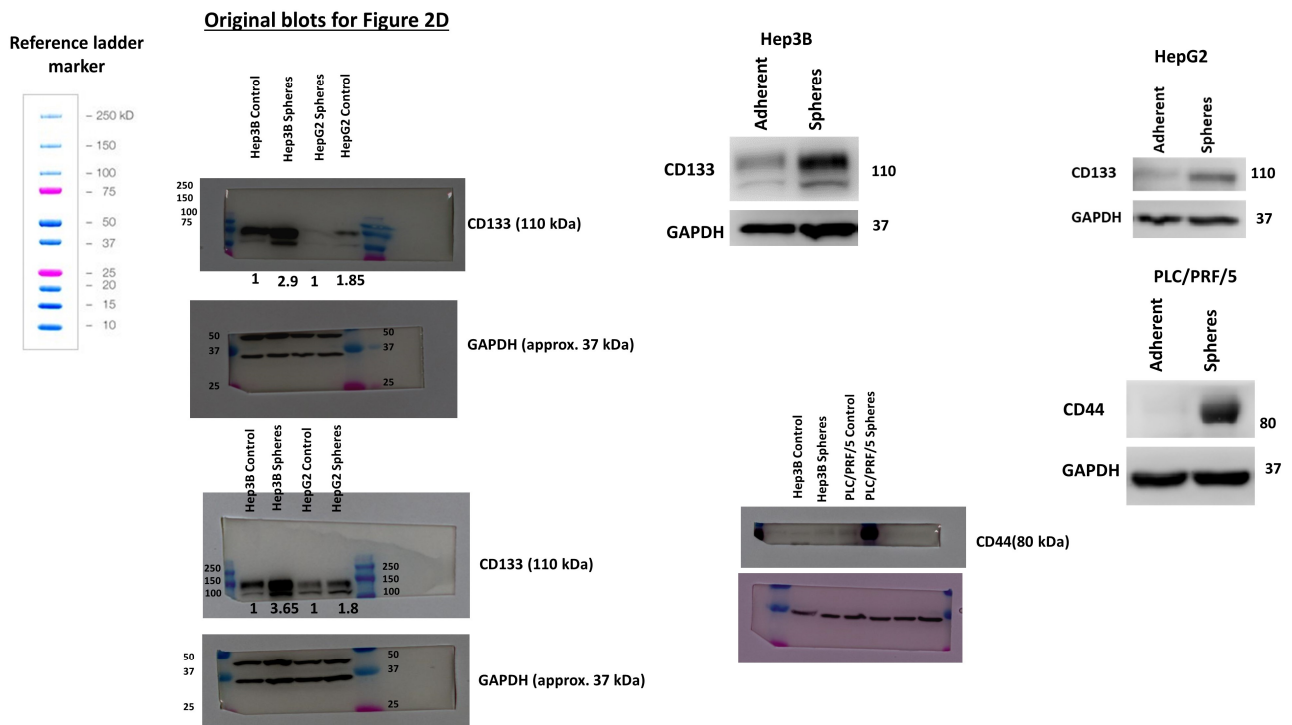 Original blots for Figure 2D
Reference ladder
marker
250 kD
150
100
75
50
37
25
20
15
10
Hep3B Control
Hep3B Spheres
HepG2 Spheres
HepG2 Control
250
150
100
75
CD133 (110 kDa)
1 2.9 1 1.85
50
37
25
50
37
25
GAPDH (approx. 37 kDa)
Hep3B Control
Hep3B Spheres
HepG2 Control
HepG2 Spheres
250
150
100
250
150
100
CD133 (110 kDa)
1 3.65 1 1.8
50
37
25
50
37
25
GAPDH (approx. 37 kDa)
Hep3B
Adherent
Spheres
CD133
110
GAPDH
37
HepG2
Adherent
Spheres
CD133
110
GAPDH
37
PLC/PRF/5
Adherent
Spheres
CD44
80
GAPDH
37
Hep3B Control
Hep3B Spheres
PLC/PRF/5 Control
PLC/PRF/5 Spheres
CD44(80 kDa)